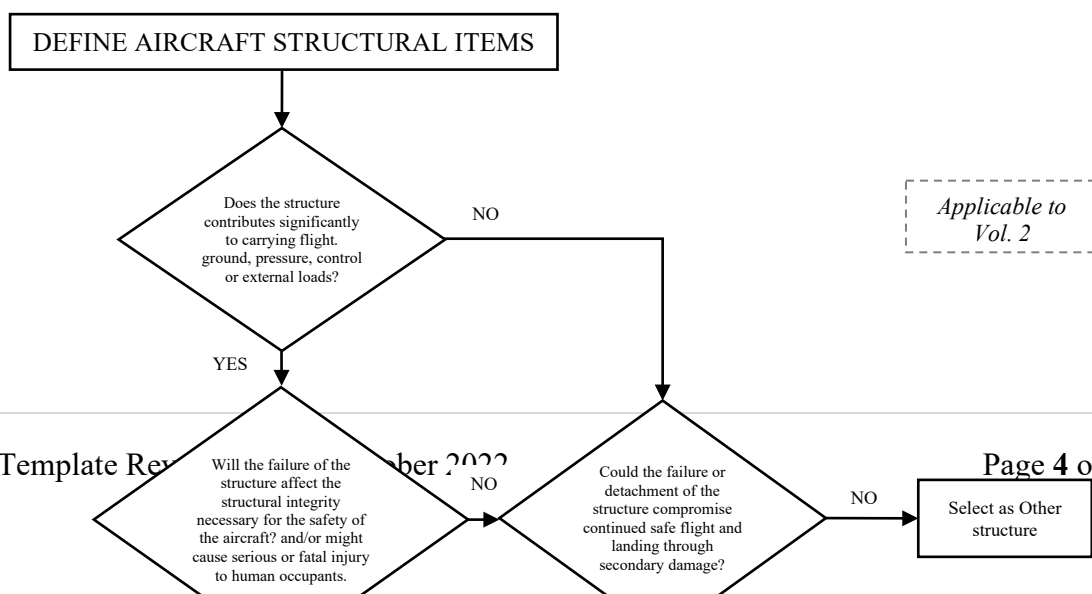 DEFINE AIRCRAFT STRUCTURAL ITEMS
Does the structure
contributes significantly
to carrying flight.
ground, pressure, control
or external loads?
NO
Applicable to
Vol. 2
YES
Template
2022
Page 4
Will the failure of the
structure affect the
structural integrity
necessary for the safety of
the aircraft? and/or might
cause serious or fatal injury
to human occupants.
NO
Could the failure or
detachment of the
structure compromise
continued safe flight and
landing through
secondary damage?
NO
Select as Other
structure